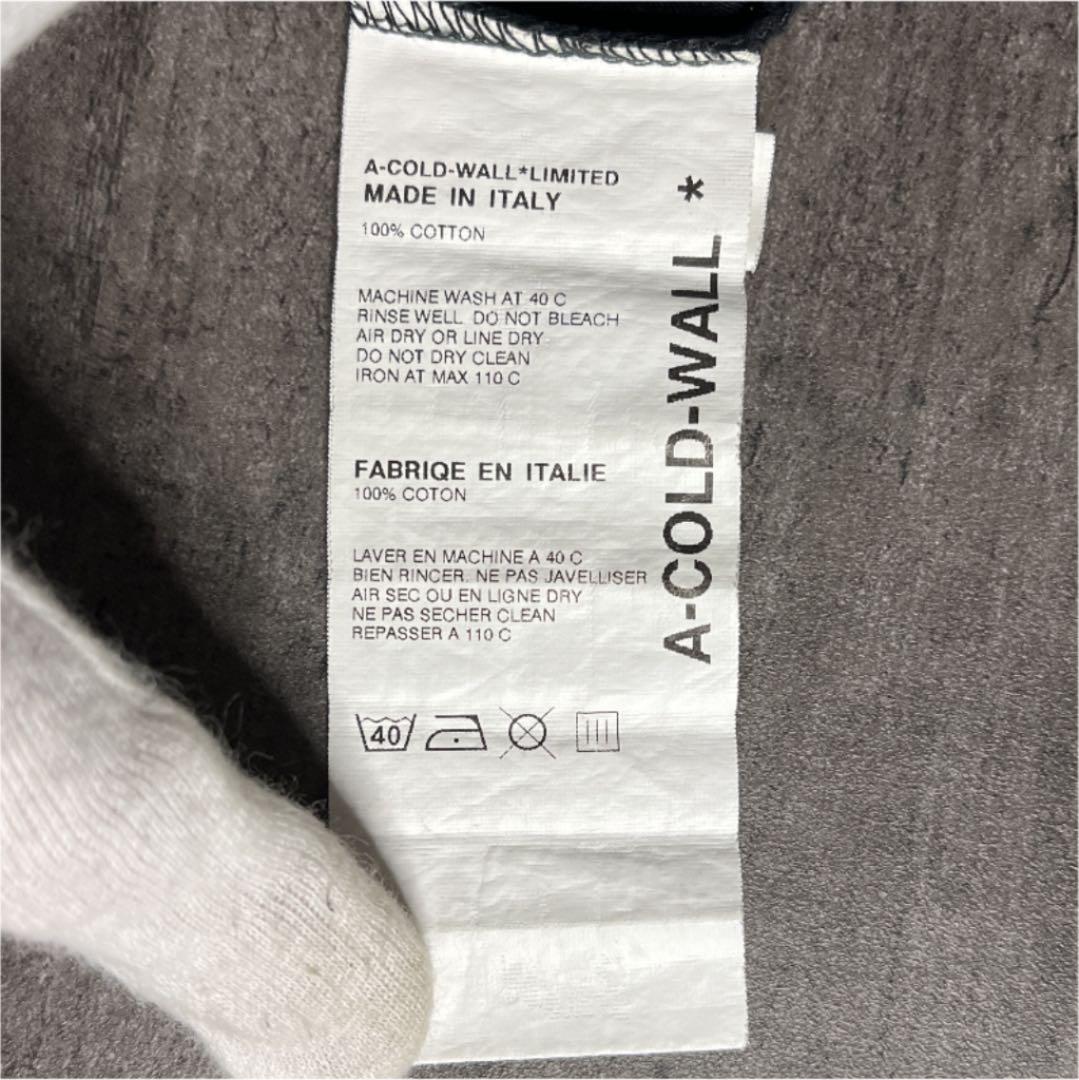 A-COLD-WALL*LIMITED
MADE IN ITALY
100% COTTON
MACHINE WASH AT 40 C
RINSE WELL. DO NOT BLEACH
AIR DRY OR LINE DRY
DO NOT DRY CLEAN
IRON AT MAX 110 C
FABRIQE EN ITALIE
100% COTON
LAVER EN MACHINE A 40 C
BIEN RINCER. NE PAS JAVELLISER
AIR SEC OU EN LIGNE DRY
NE PAS SECHER CLEAN
REPASSER A 110 C
40
A-COLD-WALL*